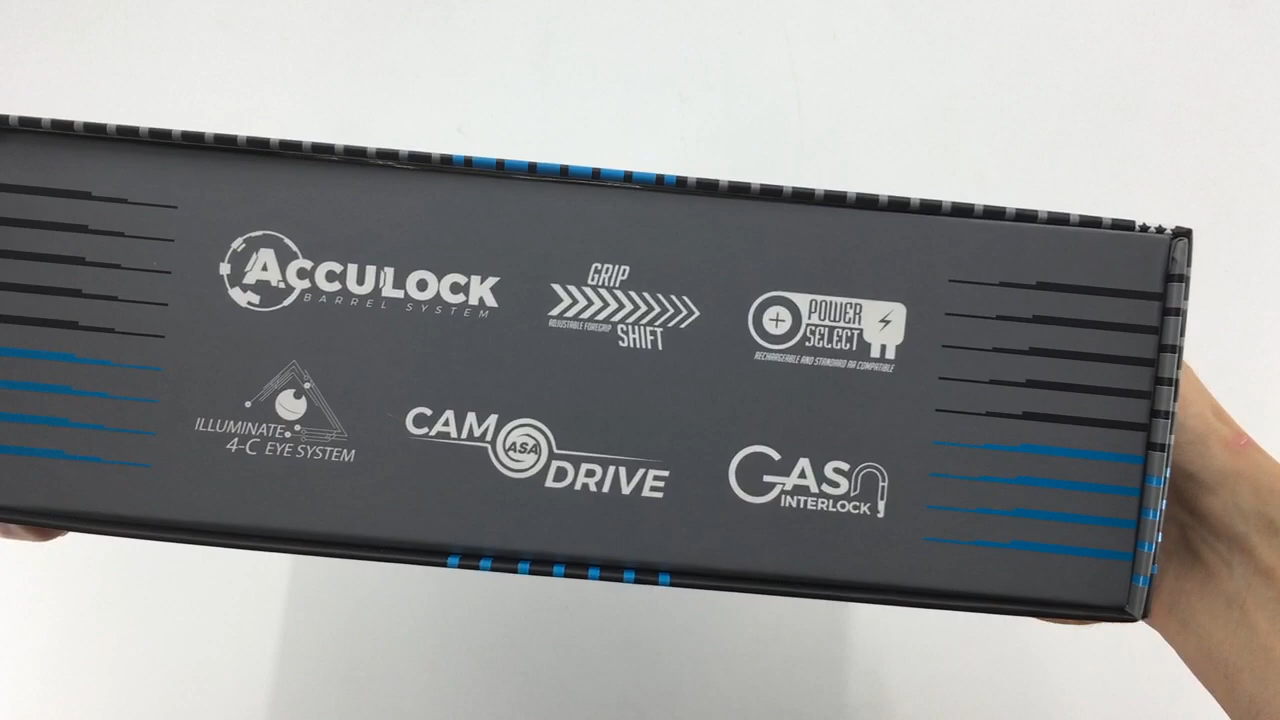 ACCULOCK
BARREL SYSTEM
GRIP
ADJUSTABLE FOREGRIP
SHIFT
POWER
SELECT
RECHARGEABLE AND STANDARD AA COMPATIBLE
ILLUMINATE
4-C EYE SYSTEM
CAM
ASA
DRIVE
GAS
INTERLOCK